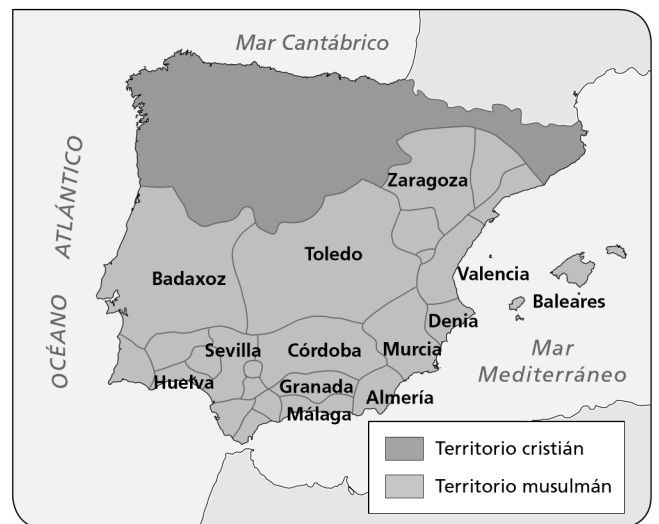 Mar Cantábrico
OCÉANO ATLÁNTICO
Zaragoza
Toledo
Badaxoz
Valencia
Baleares
Denia
Sevilla
Córdoba
Murcia
Mar
Mediterráneo
Huelva
Granada
Almería
Málaga
Territorio cristián
Territorio musulmán